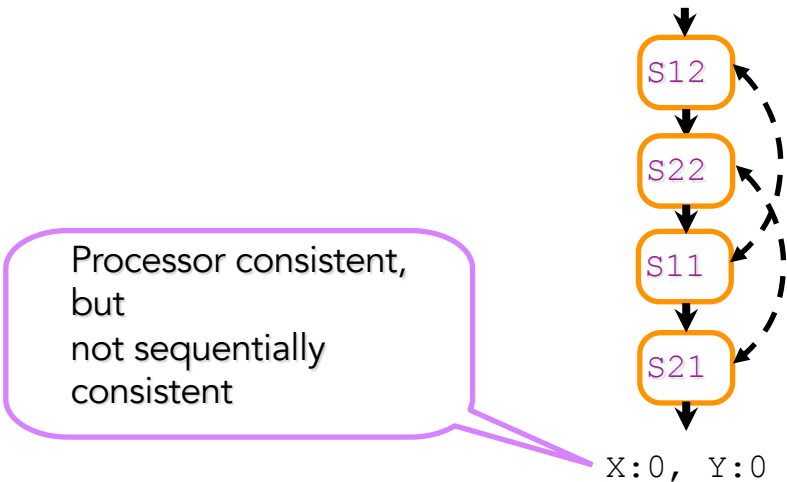 S12
S22
S11
S21
Processor consistent,
but
not sequentially
consistent
X:0, Y:0